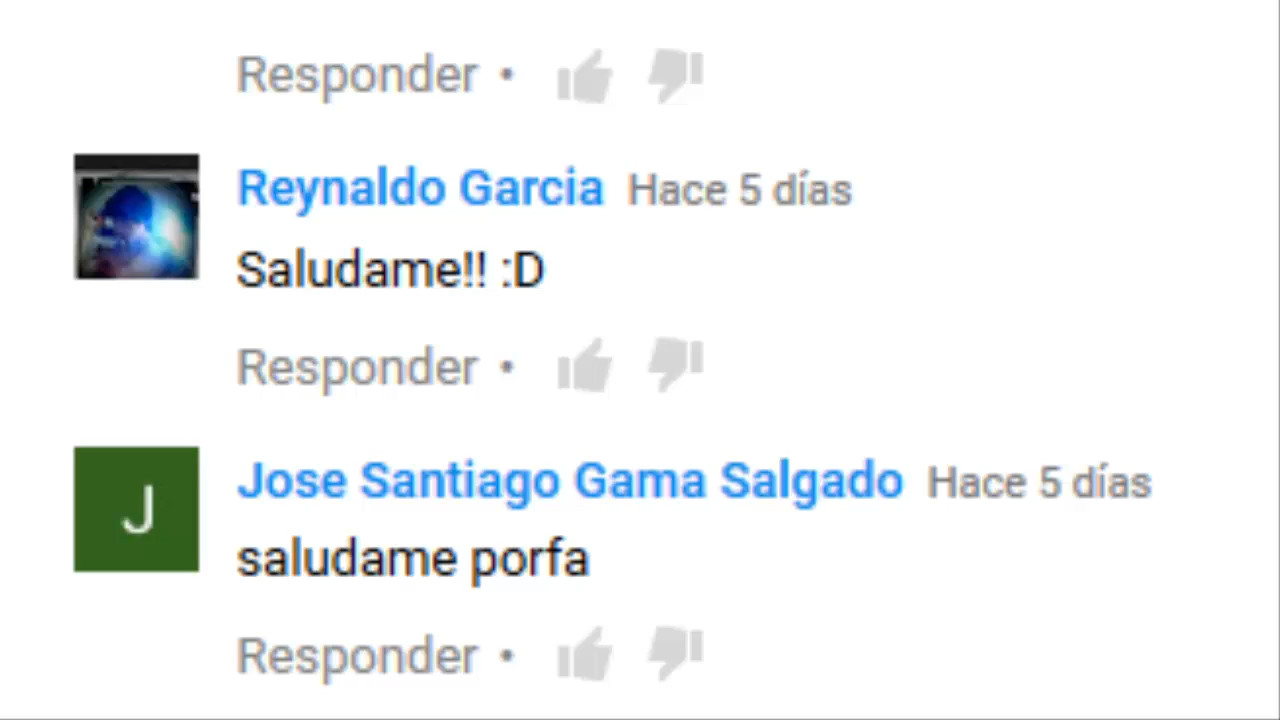 Responder •
Reynaldo Garcia Hace 5 días
Saludame!! :D
Responder •
J
Jose Santiago Gama Salgado Hace 5 días
saludame porfa
Responder •